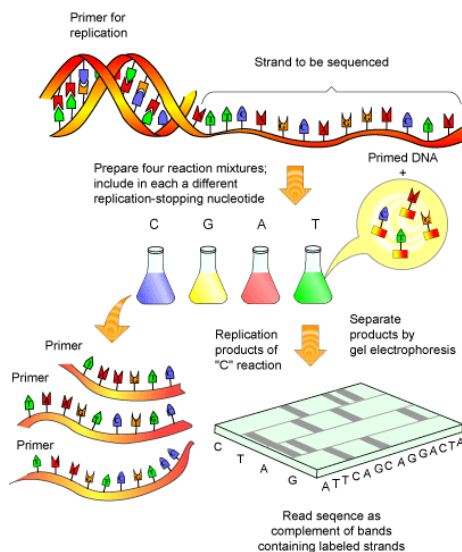 Primer for
replication
Strand to be sequenced
Prepare four reaction mixtures;
include in each a different
replication-stopping nucleotide
Primed DNA
+
C G A T
Replication
products of
"C" reaction
Separate
products by
gel electrophoresis
Primer
Primer
Primer
C T A G
A T T C A G C A G G A C T A
Read seqence as
complement of bands
containing labeled strands